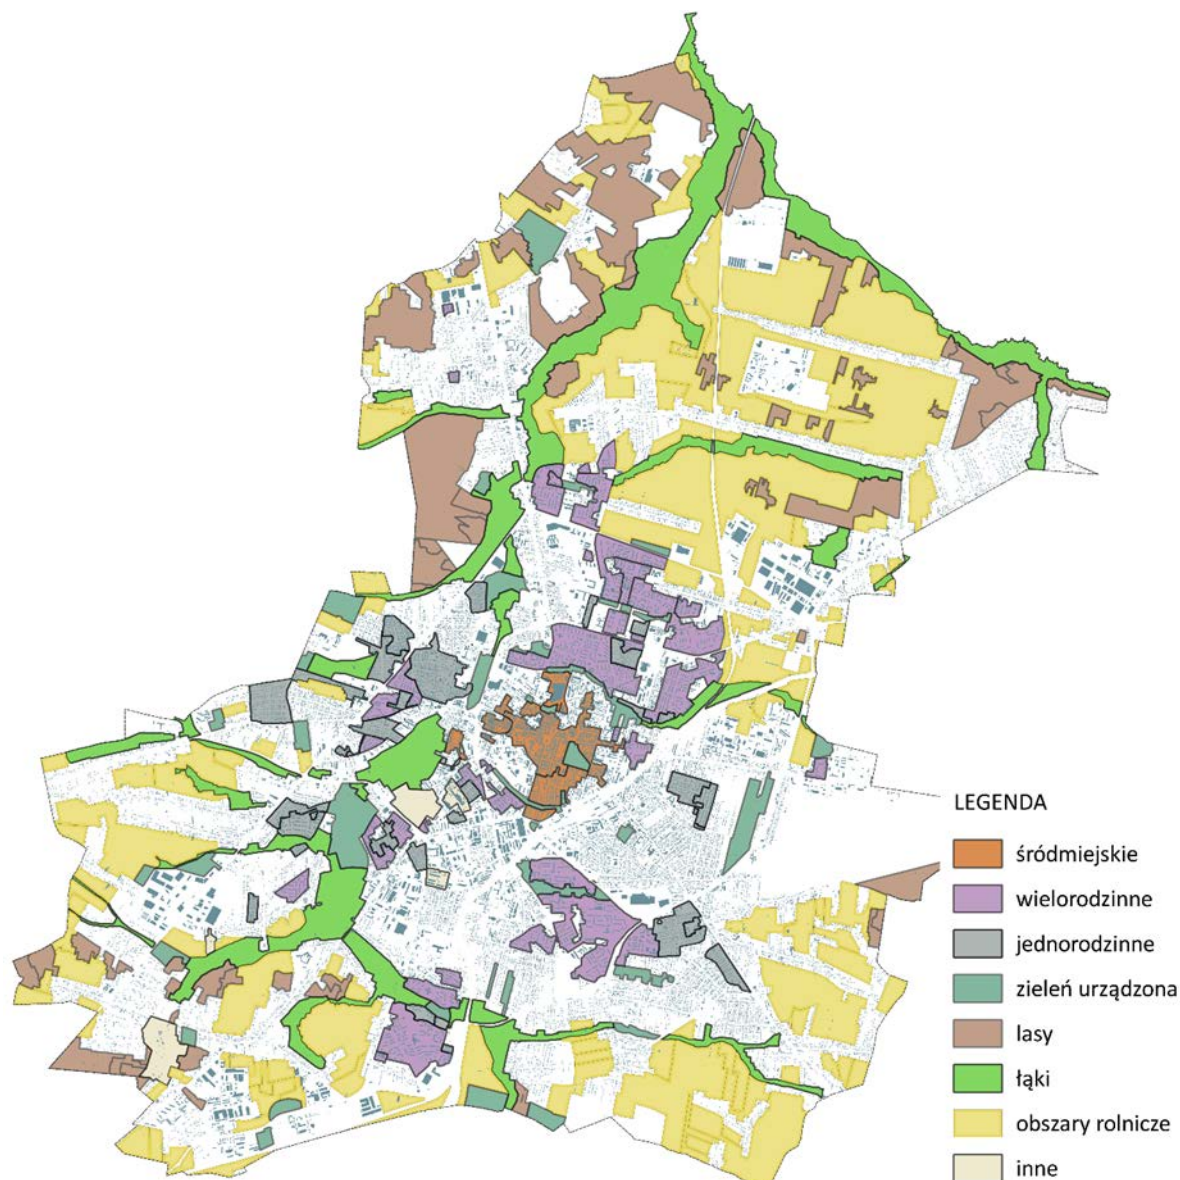 LEGENDA
śródmiejskie
wielorodzinne
jednorodzinne
zieleń urządzona
lasy
łąki
obszary rolnicze
inne